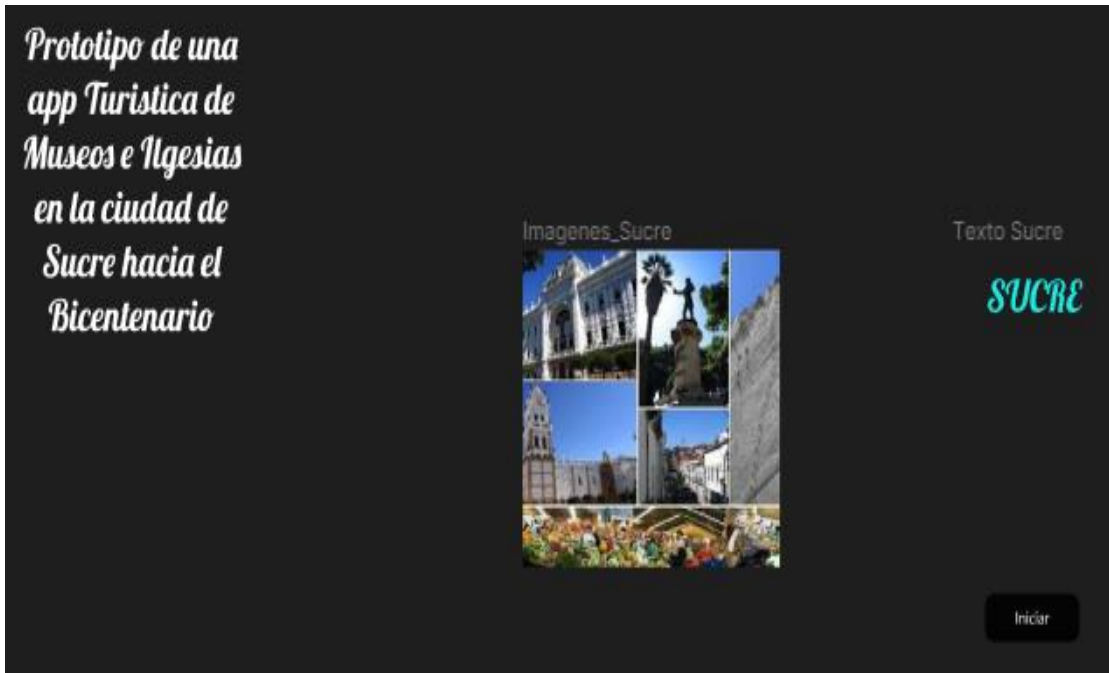 Prototipo de una
app Turistica de
Museos e Ilgesias
en la ciudad de
Sucre hacia el
Bicentenario
Imagenes_Sucre
Texto Sucre
SUCRE
Iniciar